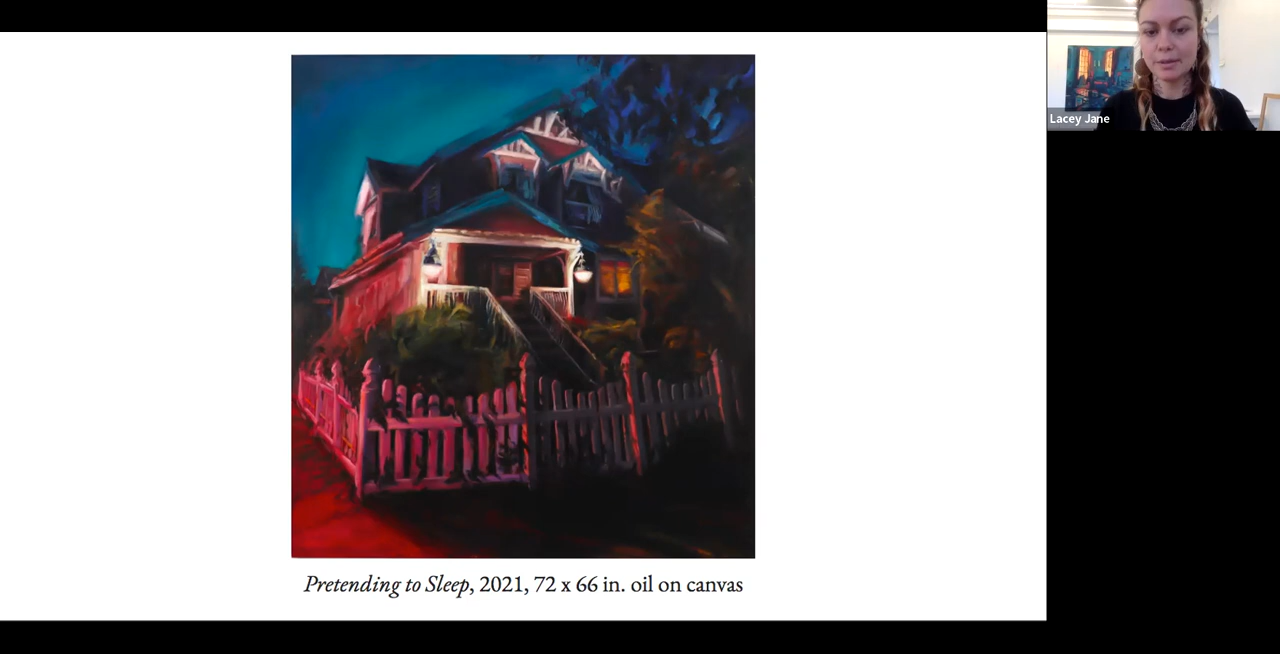 Lacey Jane
Pretending to Sleep, 2021, 72 x 66 in. oil on canvas